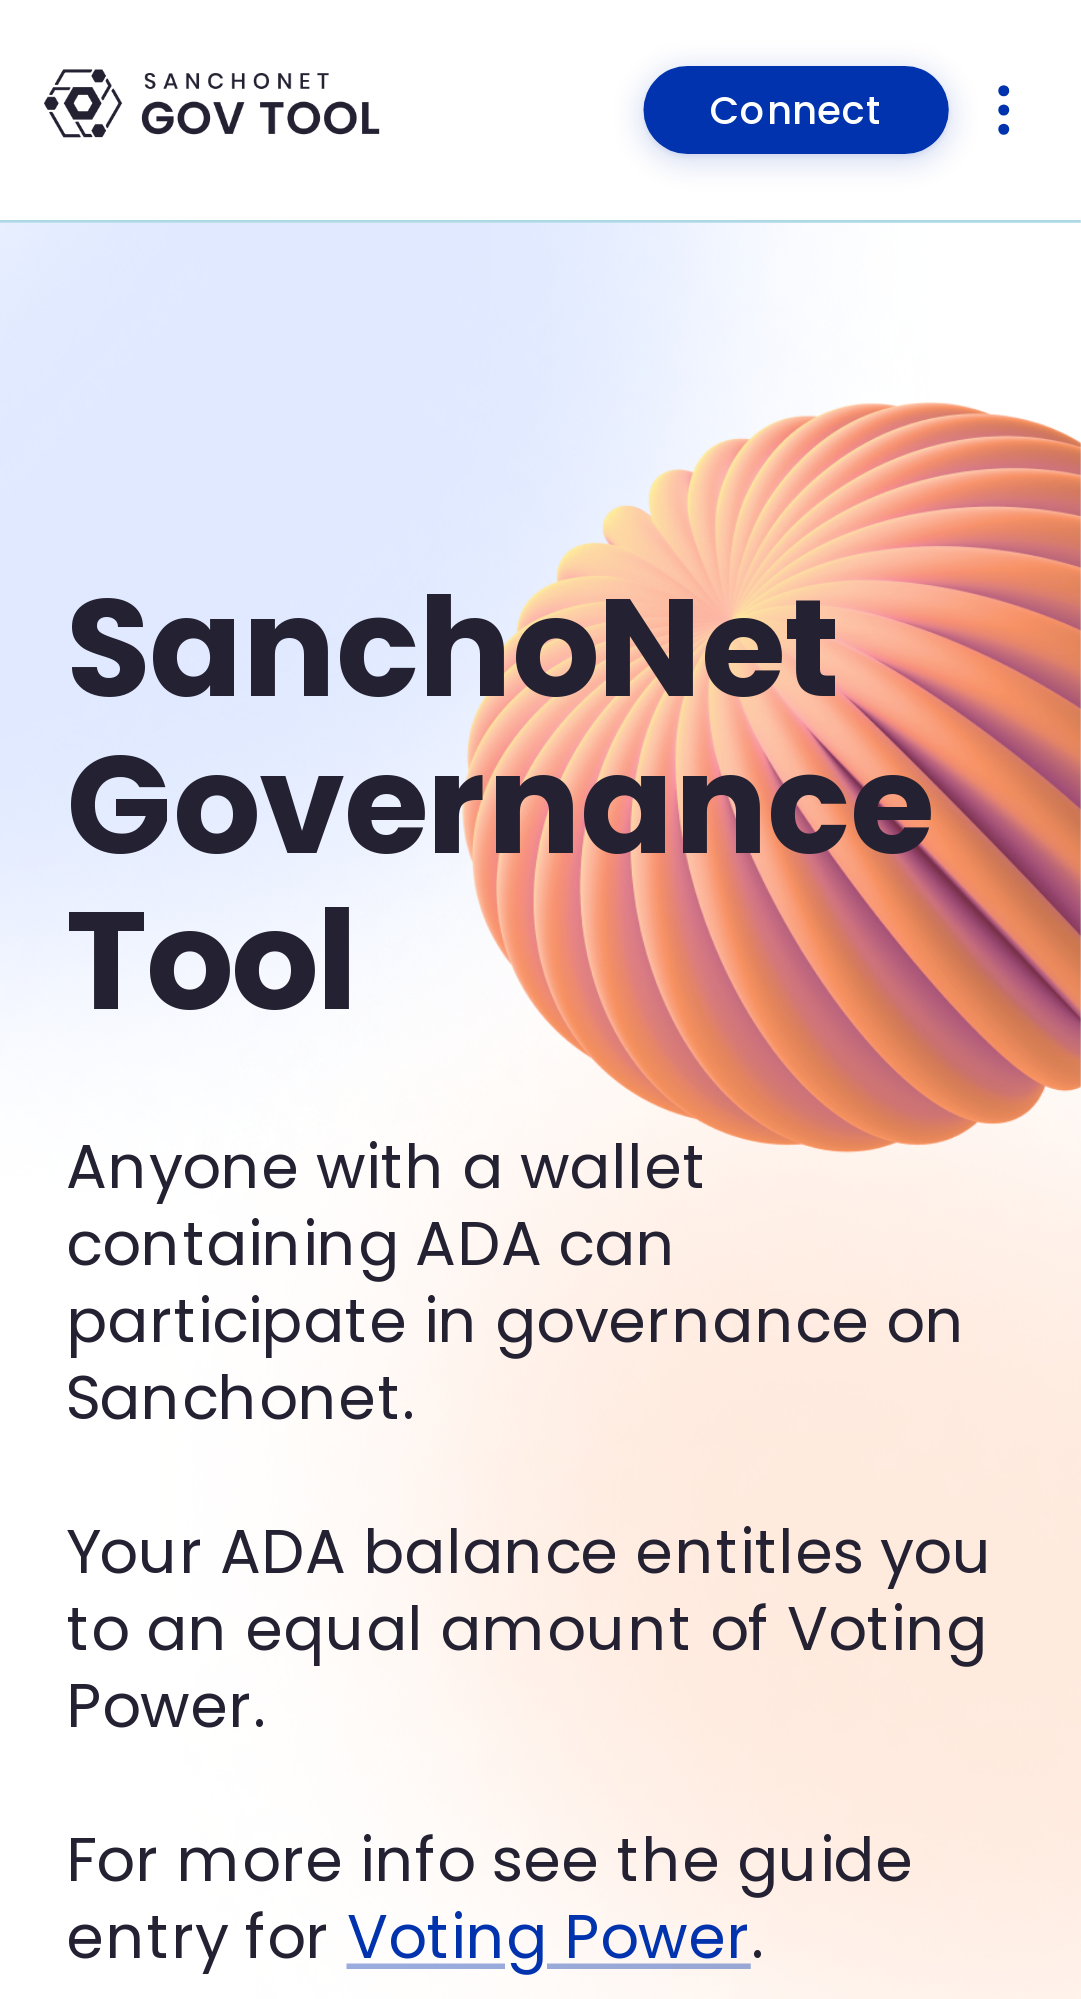 SANCHONET
GOV TOOL
Connect
SanchoNet
Governance
Tool
Anyone with a wallet
containing ADA can
participate in governance on
Sanchonet.
Your ADA balance entitles you
to an equal amount of Voting
Power.
For more info see the guide
entry for Voting Power.